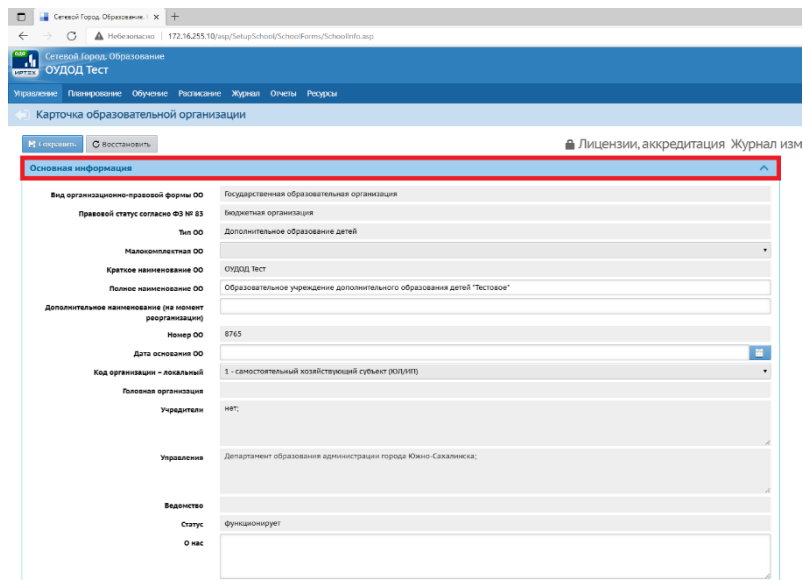 Сетевой Город. Образование. 
Небезопасно 172.16.255.10/asp/SetupSchool/SchoolForms/SchoolInfo.asp
Сетевой Город. Образование
ИРТЕХ ОУДОД Тест
Управление Планирование Обучение Расписание Журнал Отчеты Ресурсы
Карточка образовательной организации
Сохранить Восстановить Лицензии, аккредитация Журнал изм
Основная информация
Вид организационно-правовой формы ОО Государственная образовательная организация
Правовой статус согласно ФЗ № 83 Бюджетная организация
Тип ОО Дополнительное образование детей
Малокомплектная ОО
Краткое наименование ОО ОУДОД Тест
Полное наименование ОО Образовательное учреждение дополнительного образования детей "Тестовое"
Дополнительное наименование (на момент
реорганизации)
Номер ОО 8765
Дата основания ОО
Код организации – локальный 1 - самостоятельный хозяйствующий субъект (ЮЛ/ИП)
Головная организация
Учредители нет;
Управления Департамент образования администрации города Южно-Сахалинска;
Ведомство
Статус функционирует
О нас